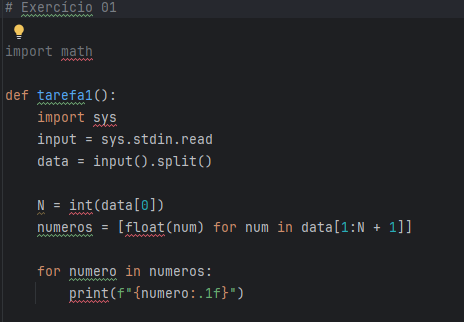 # Exercício 01
import math
def tarefa1():
    import sys
    input = sys.stdin.read
    data = input().split()
    N = int(data[0])
    numeros = [float(num) for num in data[1:N + 1]]
    for numero in numeros:
        print(f"{numero:.1f}")